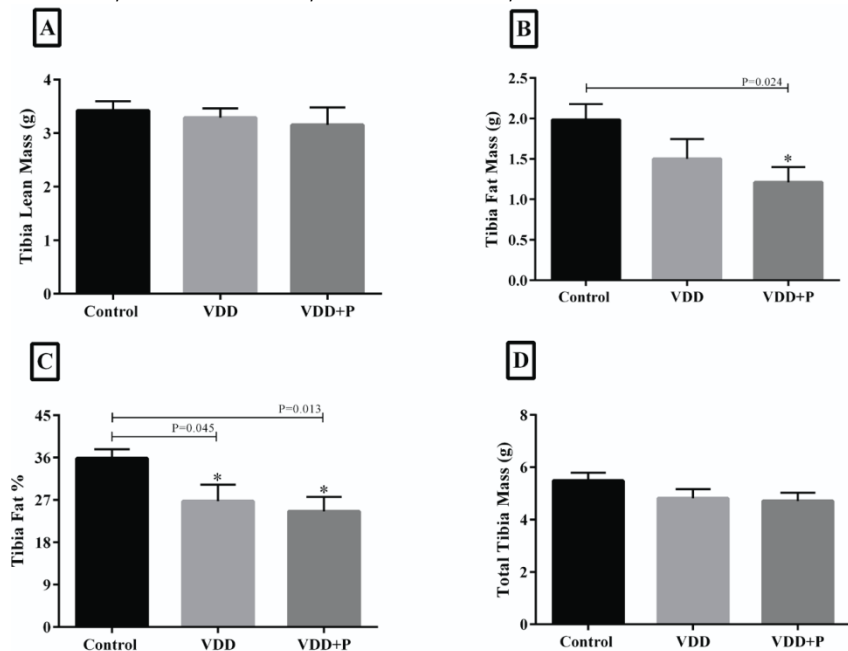 A
Tibia Lean Mass (g)
4
3
2
1
0
Control VDD VDD+P
B
Tibia Fat Mass (g)
2.5
2.0
1.5
1.0
0.5
0.0
P=0.024
*
Control VDD VDD+P
C
Tibia Fat %
45
36
27
18
9
0
P=0.013
P=0.045
* *
Control VDD VDD+P
D
Total Tibia Mass (g)
8
6
4
2
0
Control VDD VDD+P